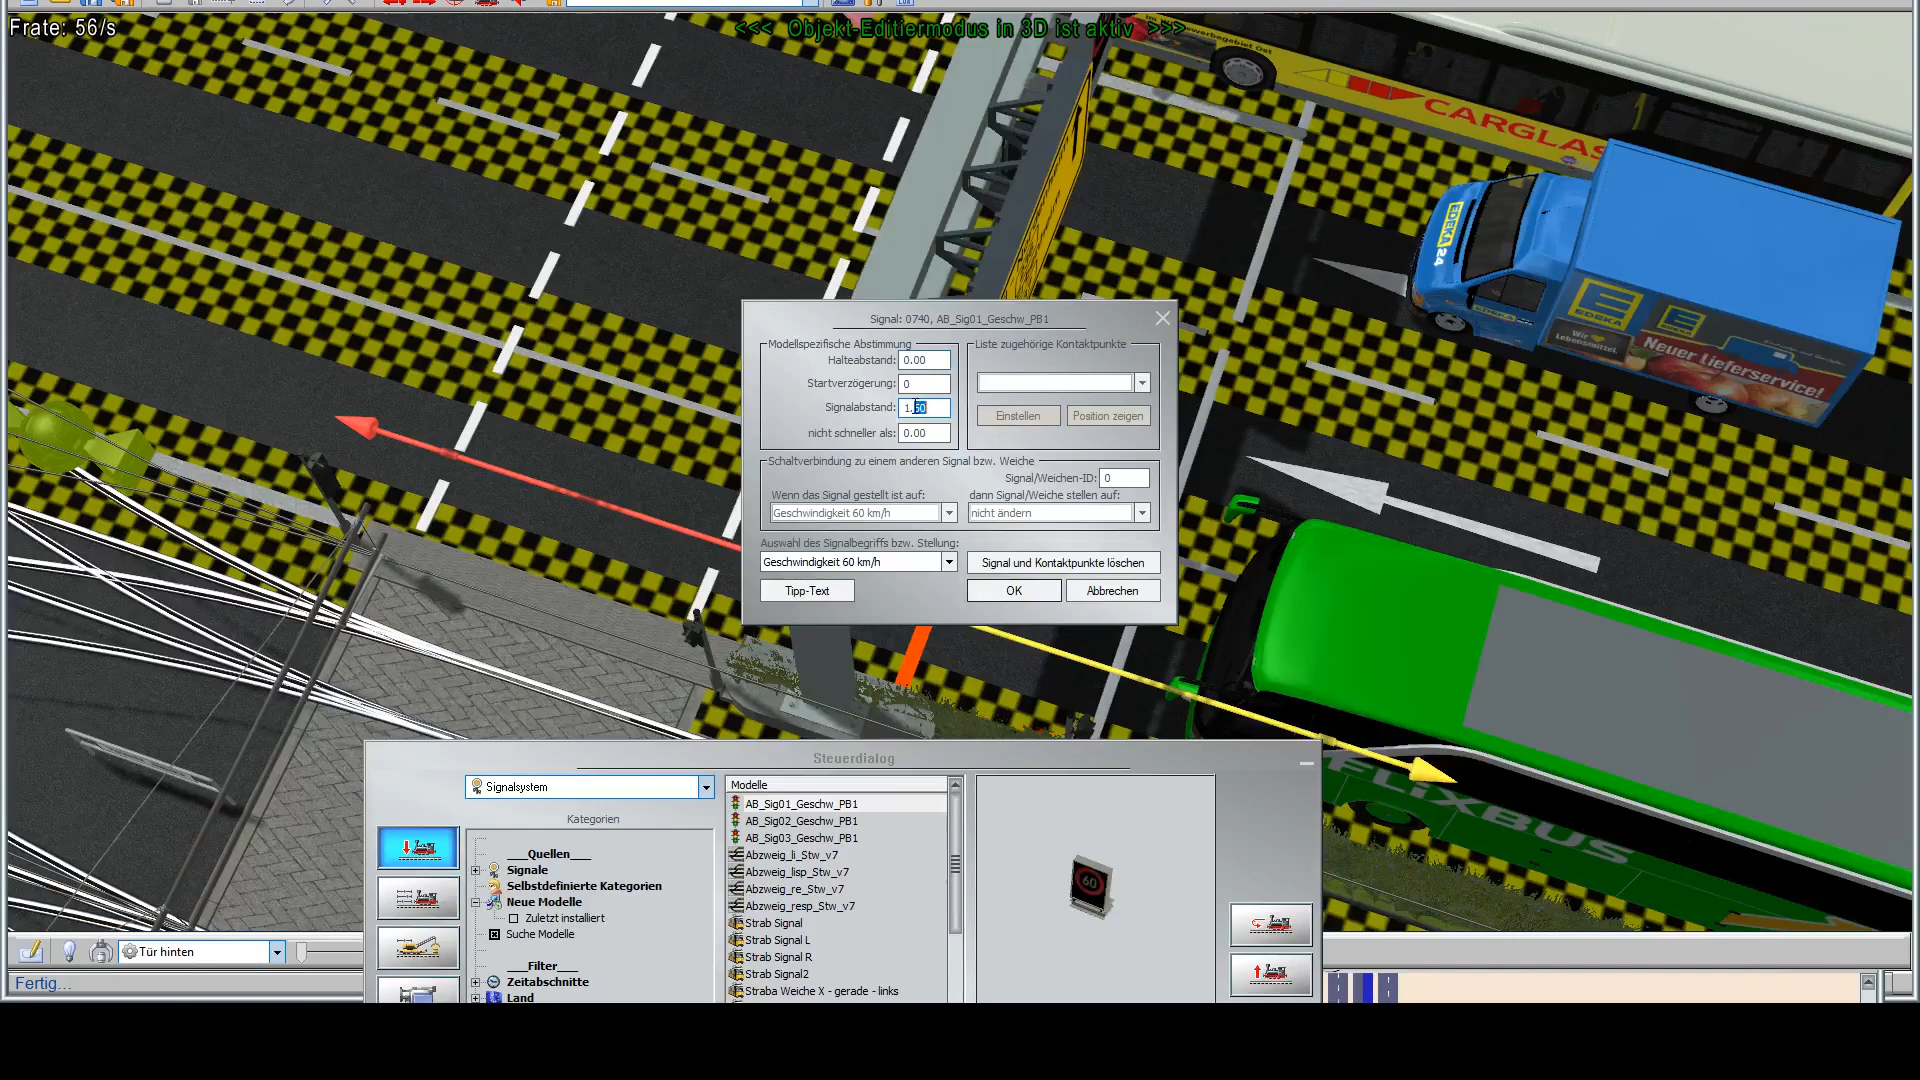 Frate: 56/s
<<< Objekt-Editiermodus in 3D ist aktiv >>>
werbegebiet Ost
CARGLAS
EDEKA
24
EDEKA
EDEKA
Wir
Lebensmittel.
Neuer Lieferservice!
Signal: 0740, AB_Sig01_Geschw_PB1
Modellspezifische Abstimmung
Halteabstand: 0.00
Startverzögerung: 0
Signalabstand: 1.50
nicht schneller als: 0.00
Liste zugehörige Kontaktpunkte
Einstellen
Position zeigen
Schaltverbindung zu einem anderen Signal bzw. Weiche
Signal/Weichen-ID: 0
Wenn das Signal gestellt ist auf:
dann Signal/Weiche stellen auf:
Geschwindigkeit 60 km/h
nicht ändern
Auswahl des Signalbegriffs bzw. Stellung:
Geschwindigkeit 60 km/h
Signal und Kontaktpunkte löschen
Tipp-Text
OK
Abbrechen
FLiXBUS
Steuerdialog
Signalsystem
Kategorien
___Quellen___
Signale
Selbstdefinierte Kategorien
Neue Modelle
Zuletzt installiert
Suche Modelle
___Filter___
Zeitabschnitte
Land
Modelle
AB_Sig01_Geschw_PB1
AB_Sig02_Geschw_PB1
AB_Sig03_Geschw_PB1
Abzweig_li_Stw_v7
Abzweig_lisp_Stw_v7
Abzweig_re_Stw_v7
Abzweig_resp_Stw_v7
Strab Signal
Strab Signal L
Strab Signal R
Strab Signal2
Straba Weiche X - gerade - links
60
Tür hinten
Fertig...